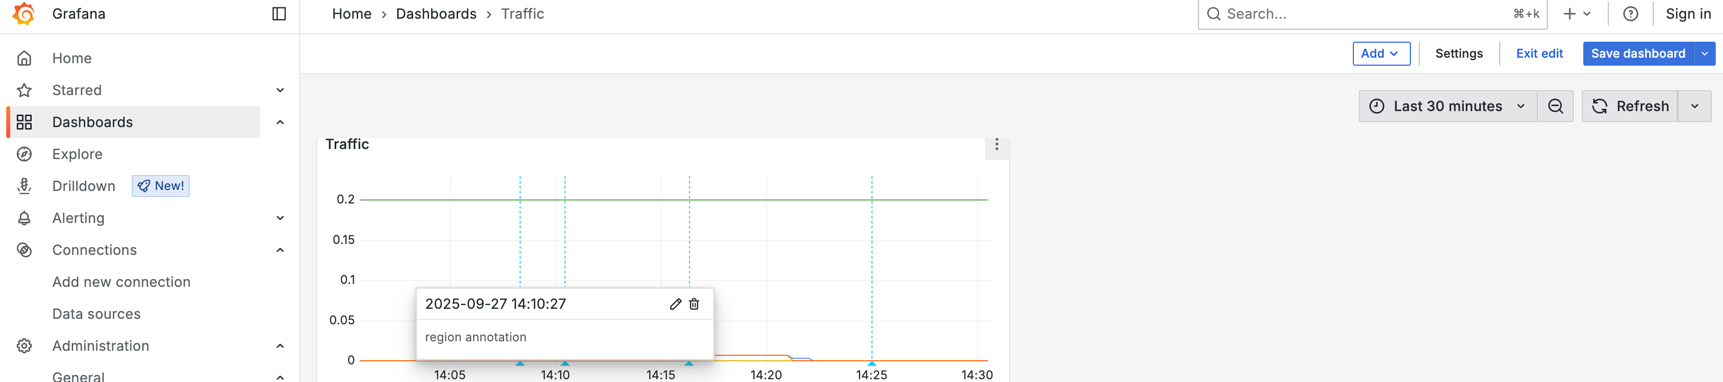 Grafana
Home › Dashboards › Traffic
Search...
⌘+k
Sign in
Add
Settings
Exit edit
Save dashboard
Home
Starred
Dashboards
Explore
Drilldown
New!
Alerting
Connections
Add new connection
Data sources
Administration
General
Last 30 minutes
Refresh
Traffic
0.2
0.15
0.1
0.05
0
2025-09-27 14:10:27
region annotation
14:05
14:10
14:15
14:20
14:25
14:30